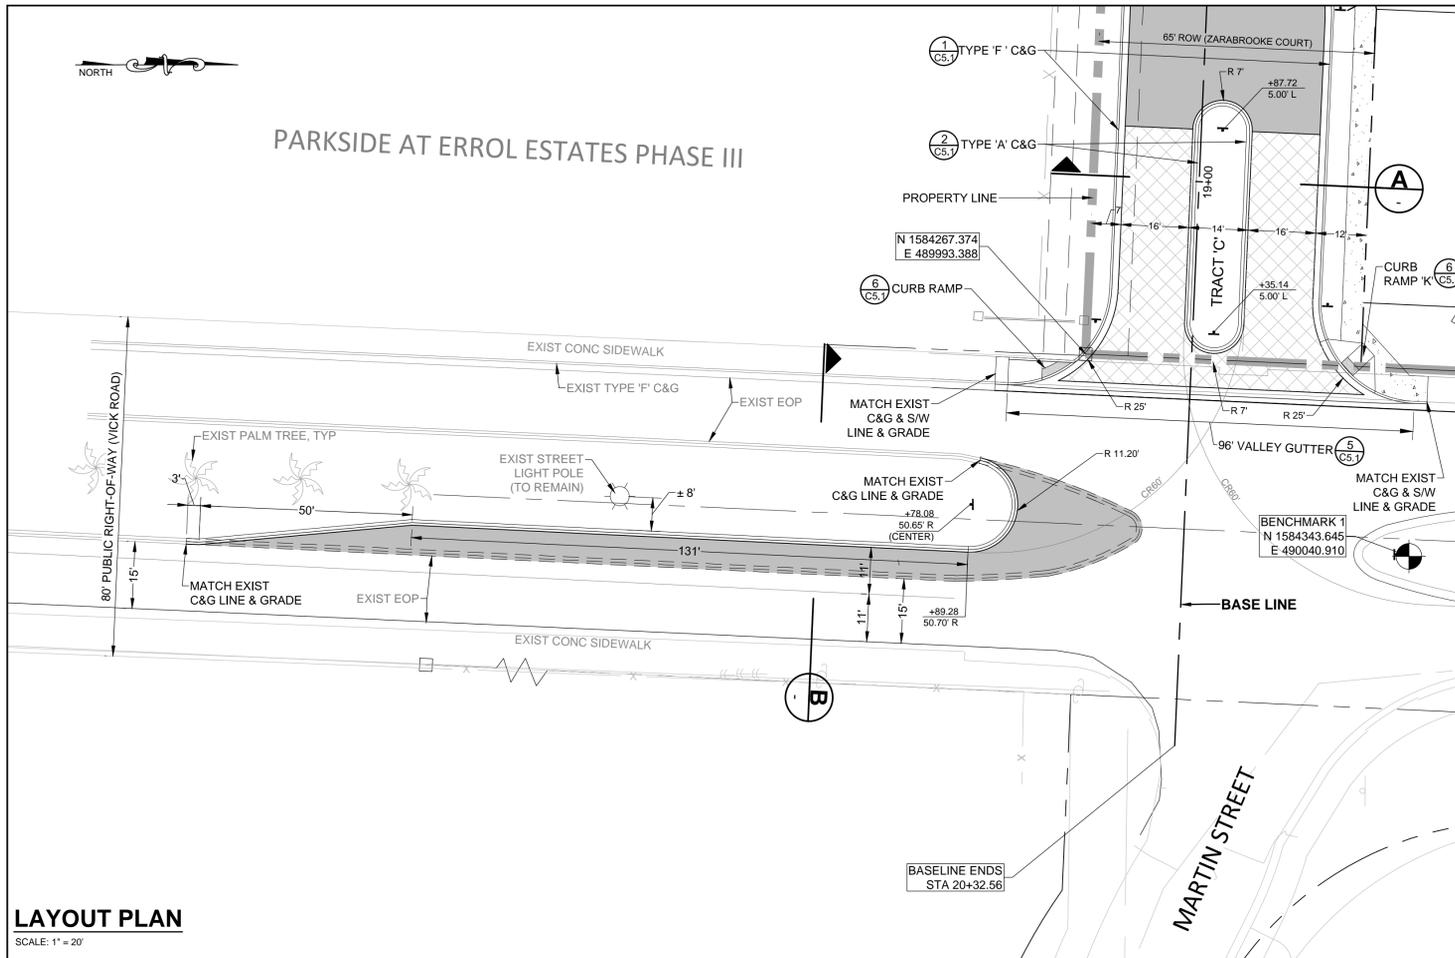 NORTH
PARKSIDE AT ERROL ESTATES PHASE III
1
C5.1
TYPE 'F ' C&G
65' ROW (ZARABROOKE COURT)
R 7'
+87.72
5.00' L
2
C5.1
TYPE 'A' C&G
19+00
A
-
PROPERTY LINE
7'
16'
14'
16'
12'
N 1584267.374
E 489993.388
TRACT 'C'
CURB
RAMP 'K'
6
6
C5.1
CURB RAMP
+35.14
5.00' L
EXIST CONC SIDEWALK
EXIST TYPE 'F' C&G
EXIST EOP
MATCH EXIST
C&G & S/W
LINE & GRADE
R 25'
R 7'
R 25'
96' VALLEY GUTTER
5
C5.1
80' PUBLIC RIGHT-OF-WAY (VICK ROAD)
EXIST PALM TREE, TYP
3'
50'
EXIST STREET
LIGHT POLE
(TO REMAIN)
± 8'
MATCH EXIST
C&G LINE & GRADE
R 11.20'
CR60'
CR60'
MATCH EXIST
C&G & S/W
LINE & GRADE
+78.08
50.65' R
(CENTER)
BENCHMARK 1
N 1584343.645
E 490040.910
131'
15'
MATCH EXIST
C&G LINE & GRADE
EXIST EOP
11'
11'
15'
+89.28
50.70' R
BASE LINE
EXIST CONC SIDEWALK
X
X
X
X
B
-
BASELINE ENDS
STA 20+32.56
MARTIN STREET
LAYOUT PLAN
SCALE: 1" = 20'